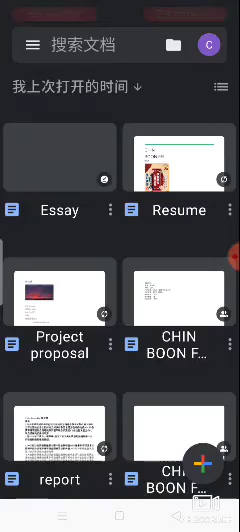 搜索文档
C
我上次打开的时间
Essay
Resume
Project
proposal
CHIN
BOON F...
report
CHIN
BOON F...